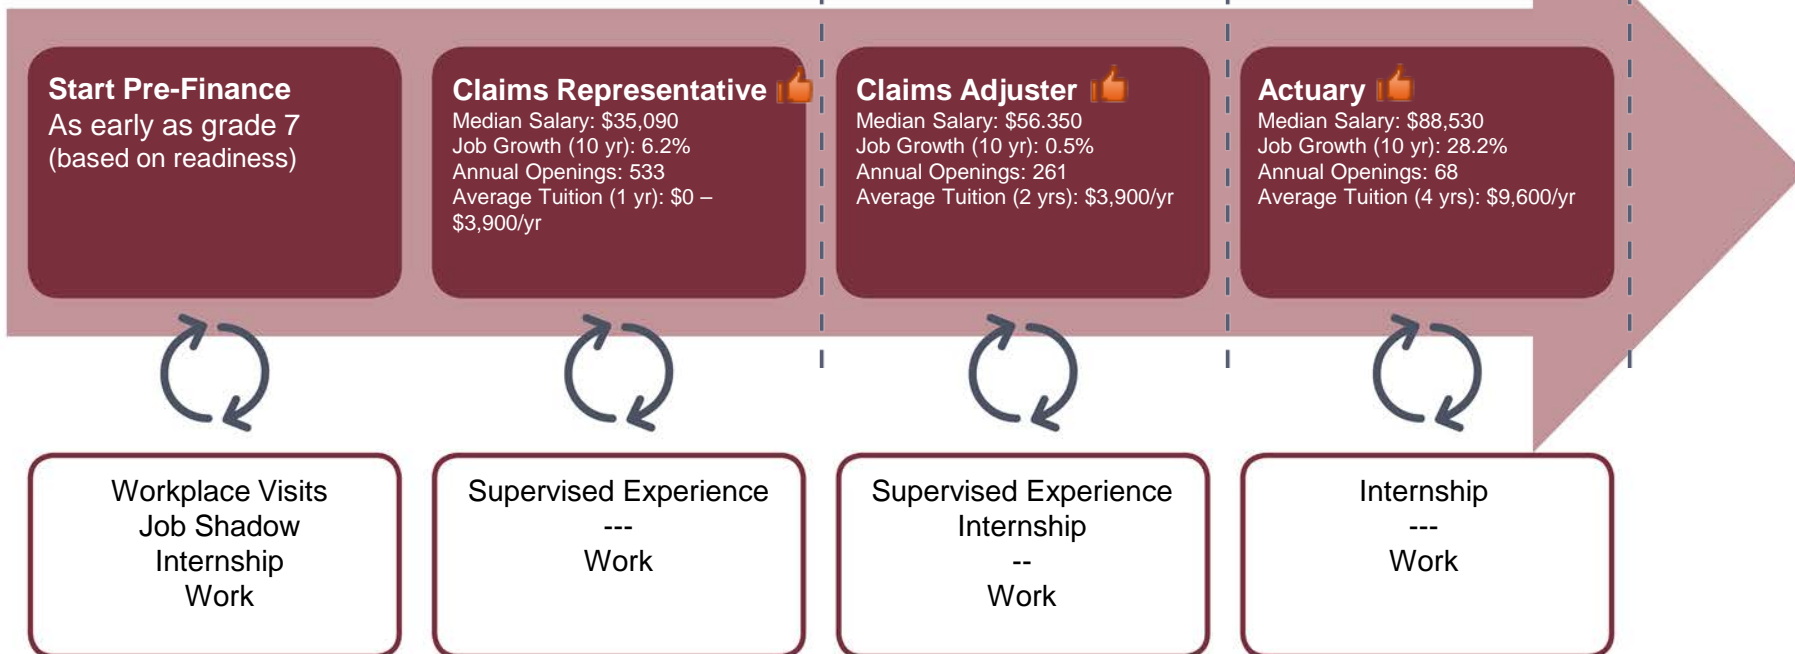 Start Pre-Finance
As early as grade 7
(based on readiness)
Claims Representative
Median Salary: $35,090
Job Growth (10 yr): 6.2%
Annual Openings: 533
Average Tuition (1 yr): $0 –
$3,900/yr
Claims Adjuster
Median Salary: $56.350
Job Growth (10 yr): 0.5%
Annual Openings: 261
Average Tuition (2 yrs): $3,900/yr
Actuary
Median Salary: $88,530
Job Growth (10 yr): 28.2%
Annual Openings: 68
Average Tuition (4 yrs): $9,600/yr
Workplace Visits
Job Shadow
Internship
Work
Supervised Experience
---
Work
Supervised Experience
Internship
--
Work
Internship
---
Work